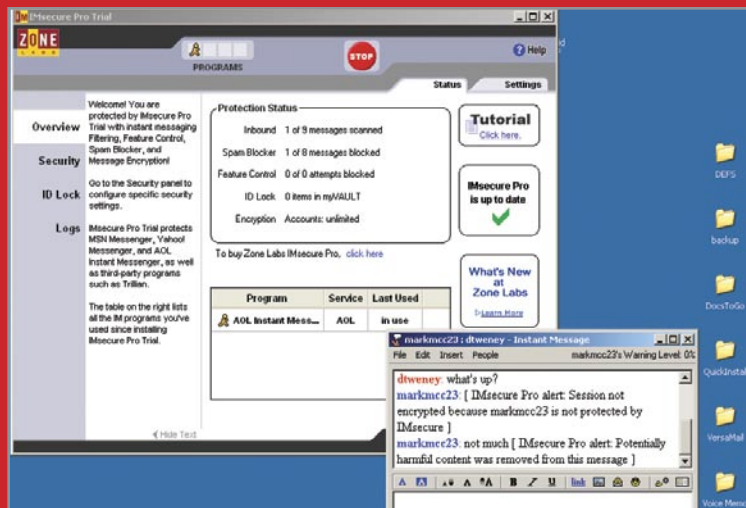 IMsecure Pro Trial
ZONE
LABS
PROGRAMS
STOP
Help
Status
Settings
Overview
Security
ID Lock
Logs
Welcome! You are
protected by IMsecure Pro
Trial with instant messaging
Filtering, Feature Control,
Spam Blocker, and
Message Encryption!
Go to the Security panel to
configure specific security
settings.
IMsecure Pro Trial protects
MSN Messenger, Yahoo!
Messenger, and AOL
Instant Messenger, as well
as third-party programs
such as Trillian.
The table on the right lists
all the IM programs you've
used since installing
IMsecure Pro Trial.
Hide Text
Protection Status
Inbound 1 of 9 messages scanned
Spam Blocker 1 of 8 messages blocked
Feature Control 0 of 0 attempts blocked
ID Lock 0 items in myVAULT
Encryption Accounts: unlimited
To buy Zone Labs IMsecure Pro, click here
Program Service Last Used
AOL Instant Mess... AOL in use
Tutorial
Click here.
IMsecure Pro
is up to date
What's New
at
Zone Labs
Learn More
markmcc23 : dtweney - Instant Message
File Edit Insert People markmcc23's Warning Level: 0%
dtweney: what's up?
markmcc23: [ IMsecure Pro alert: Session not
encrypted because markmcc23 is not protected by
IMsecure ]
markmcc23: not much [ IMsecure Pro alert: Potentially
harmful content was removed from this message ]
A A A A A B I U link
DEFS
backup
DocsToGo
QuickInstal
VersaMail
Voice Memo